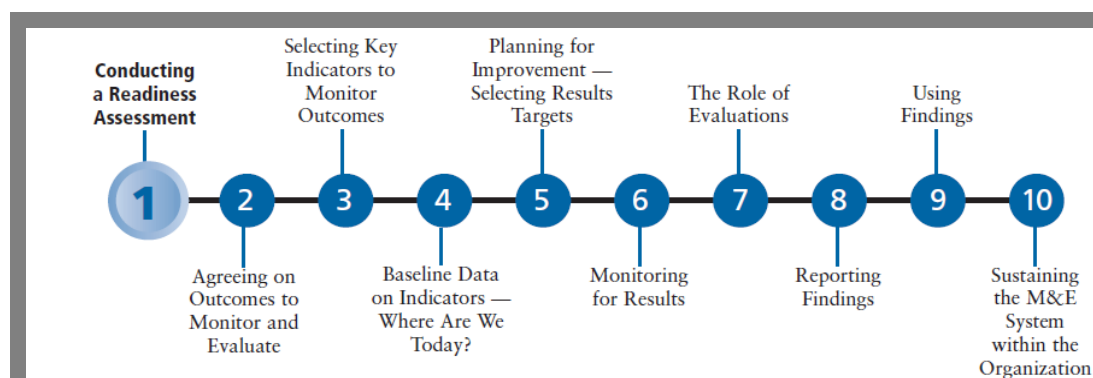 Conducting
a Readiness
Assessment
Selecting Key
Indicators to
Monitor
Outcomes
Planning for
Improvement —
Selecting Results
Targets
The Role of
Evaluations
Using
Findings
1
2
3
4
5
6
7
8
9
10
Agreeing on
Outcomes to
Monitor and
Evaluate
Baseline Data
on Indicators —
Where Are We
Today?
Monitoring
for Results
Reporting
Findings
Sustaining
the M&E
System
within the
Organization